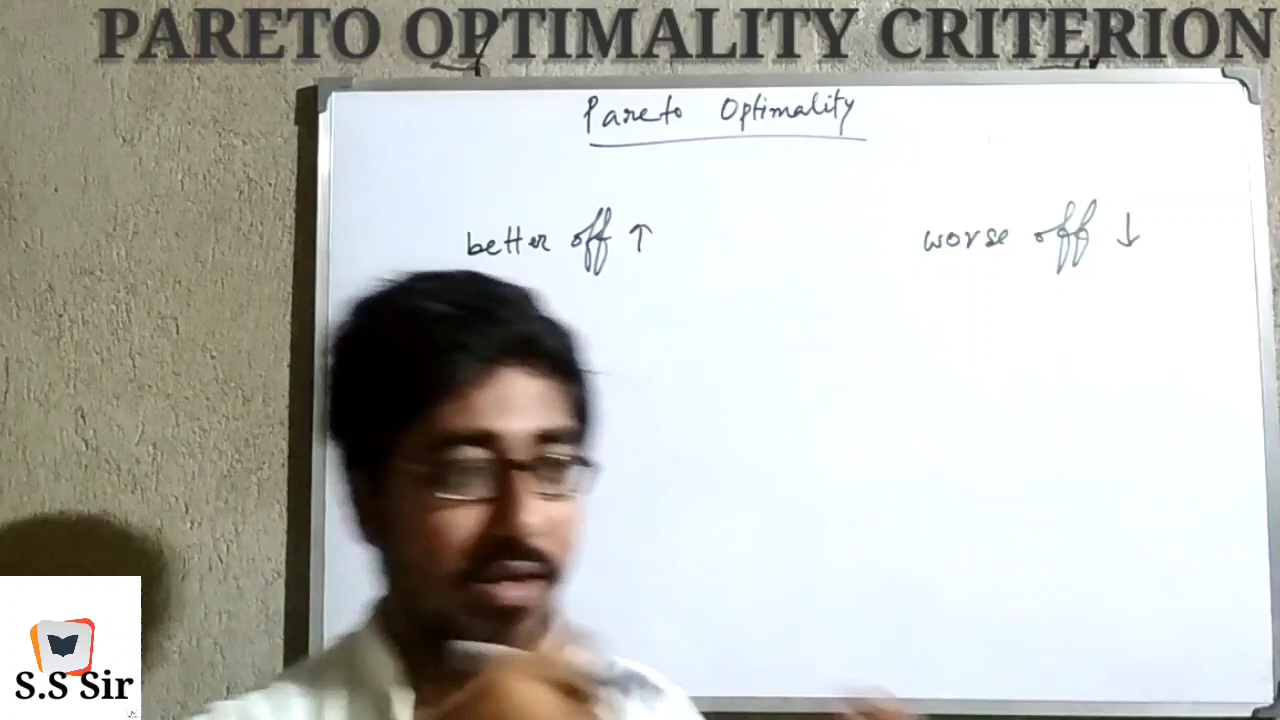 PARETO OPTIMALITY CRITERION
Pareto Optimality
better off ↑ worse off ↓
S.S Sir